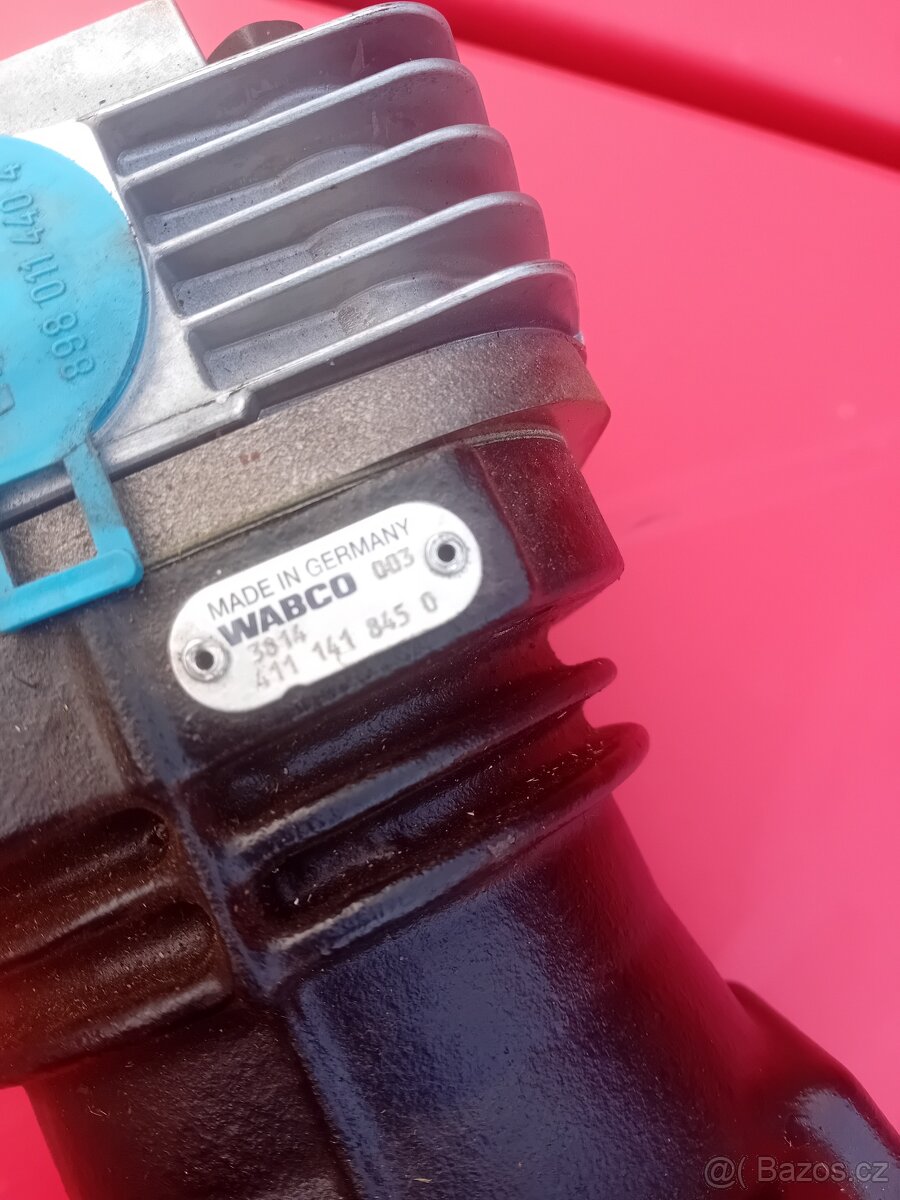 898 011 440 4
MADE IN GERMANY
WABCO 003
3814
411 141 845 0
@( Bazos.cz